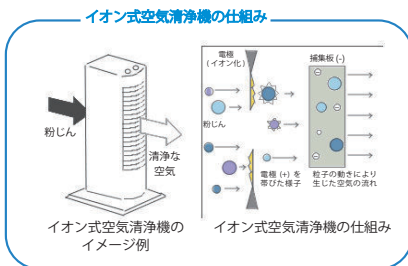 イオン式空気清浄機の仕組み
粉じん
清浄な
空気
イオン式空気清浄機の
イメージ例
電極
(イオン化)
捕集板 (-)
粉じん
電極 (+) を
帯びた様子
粒子の動きにより
生じた空気の流れ
イオン式空気清浄機の仕組み